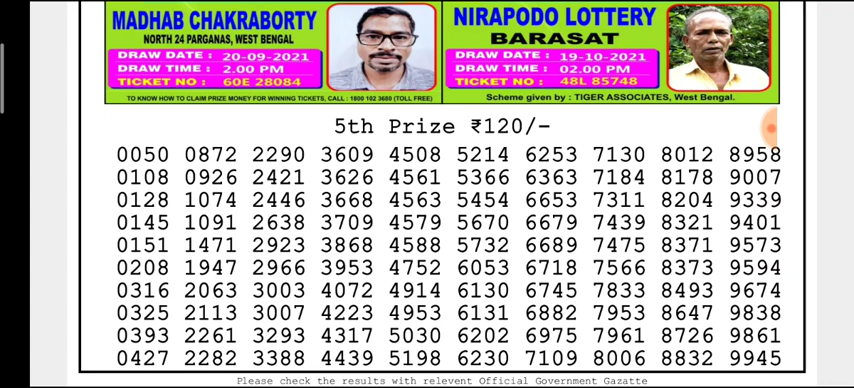 MADHAB CHAKRABORTY
NORTH 24 PARGANAS, WEST BENGAL
DRAW DATE : 20-09-2021
DRAW TIME : 2.00 PM
TICKET NO : 60E 28084
TO KNOW HOW TO CLAIM PRIZE MONEY FOR WINNING TICKETS, CALL : 1800 102 3680 (TOLL FREE)
NIRAPODO LOTTERY
BARASAT
DRAW DATE : 19-10-2021
DRAW TIME : 02.00 PM
TICKET NO : 48L 85748
Scheme given by : TIGER ASSOCIATES, West Bengal.
5th Prize ₹120/-
0050 0872 2290 3609 4508 5214 6253 7130 8012 8958
0108 0926 2421 3626 4561 5366 6363 7184 8178 9007
0128 1074 2446 3668 4563 5454 6653 7311 8204 9339
0145 1091 2638 3709 4579 5670 6679 7439 8321 9401
0151 1471 2923 3868 4588 5732 6689 7475 8371 9573
0208 1947 2966 3953 4752 6053 6718 7566 8373 9594
0316 2063 3003 4072 4914 6130 6745 7833 8493 9674
0325 2113 3007 4223 4953 6131 6882 7953 8647 9838
0393 2261 3293 4317 5030 6202 6975 7961 8726 9861
0427 2282 3388 4439 5198 6230 7109 8006 8832 9945
Please check the results with relevent Official Government Gazatte